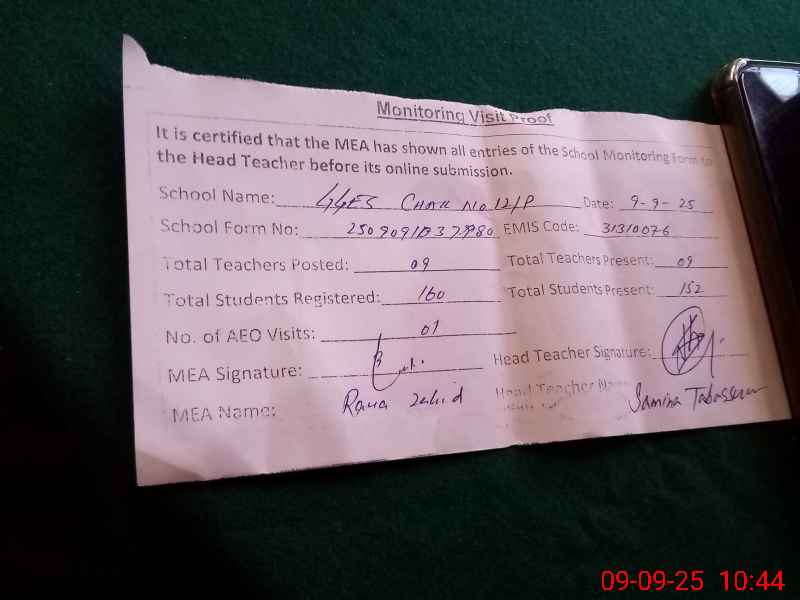 Monitoring Visit Proof
It is certified that the MEA has shown all entries of the School Monitoring Form to
the Head Teacher before its online submission.
School Name: GGES Chak No. 12/P Date: 9-9-25
School Form No: EMIS Code: 31310076
Total Teachers Posted: 09 Total Teachers Present: 09
Total Students Registered: 160 Total Students Present: 152
No. of AEO Visits: 01
MEA Signature: Head Teacher Signature:
MEA Name: Rana Zahid Head Teacher Samina Tabassum
09-09-25 10:44